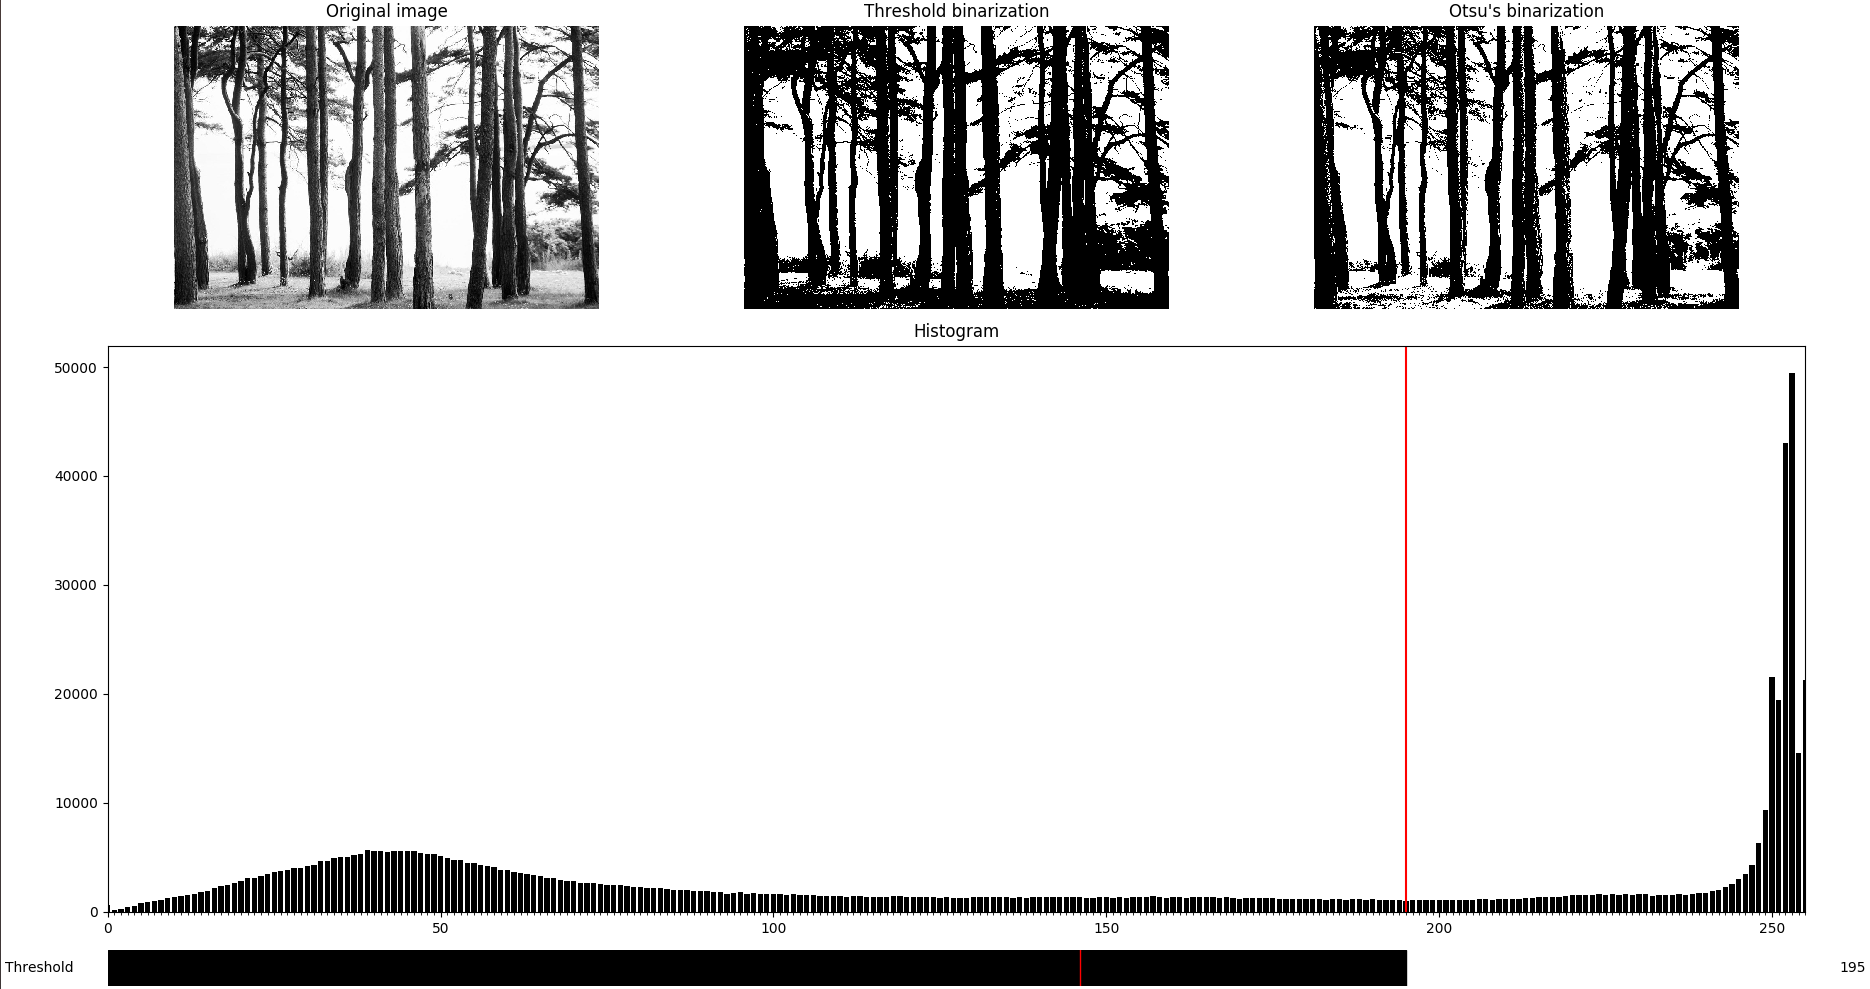 Original image
Threshold binarization
Otsu's binarization
Histogram
50000
40000
30000
20000
10000
0
0 50 100 150 200 250
Threshold 195